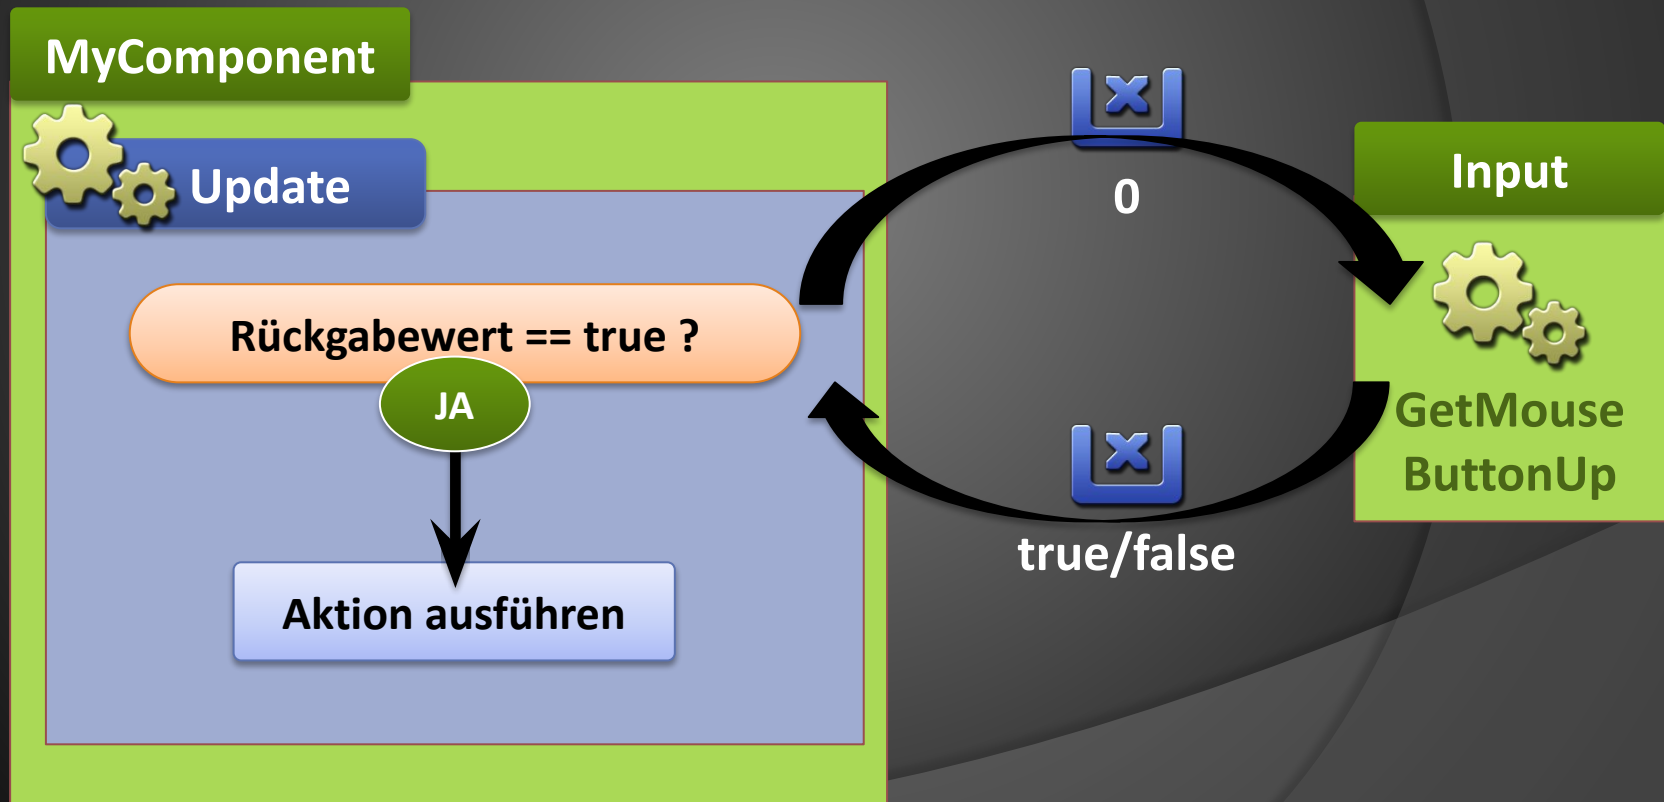 MyComponent
Update
Rückgabewert == true ?
JA
Aktion ausführen
0
true/false
Input
GetMouse
ButtonUp